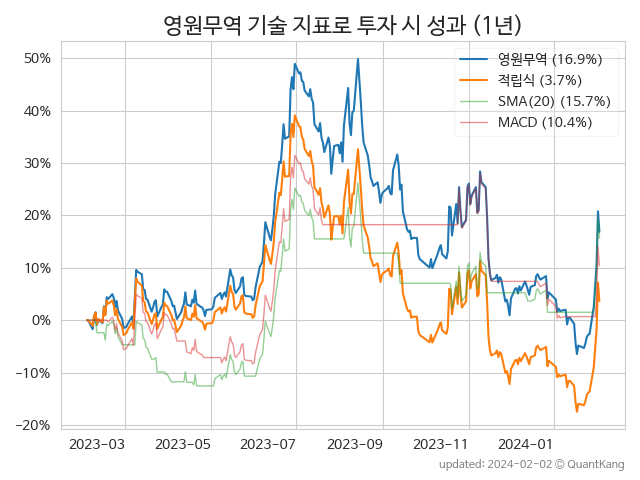 영원무역 기술 지표로 투자 시 성과 (1년)
영원무역 (16.9%)
적립식 (3.7%)
SMA(20) (15.7%)
MACD (10.4%)
50%
40%
30%
20%
10%
0%
−10%
−20%
2023-03 2023-05 2023-07 2023-09 2023-11 2024-01
updated: 2024-02-02 © QuantKang